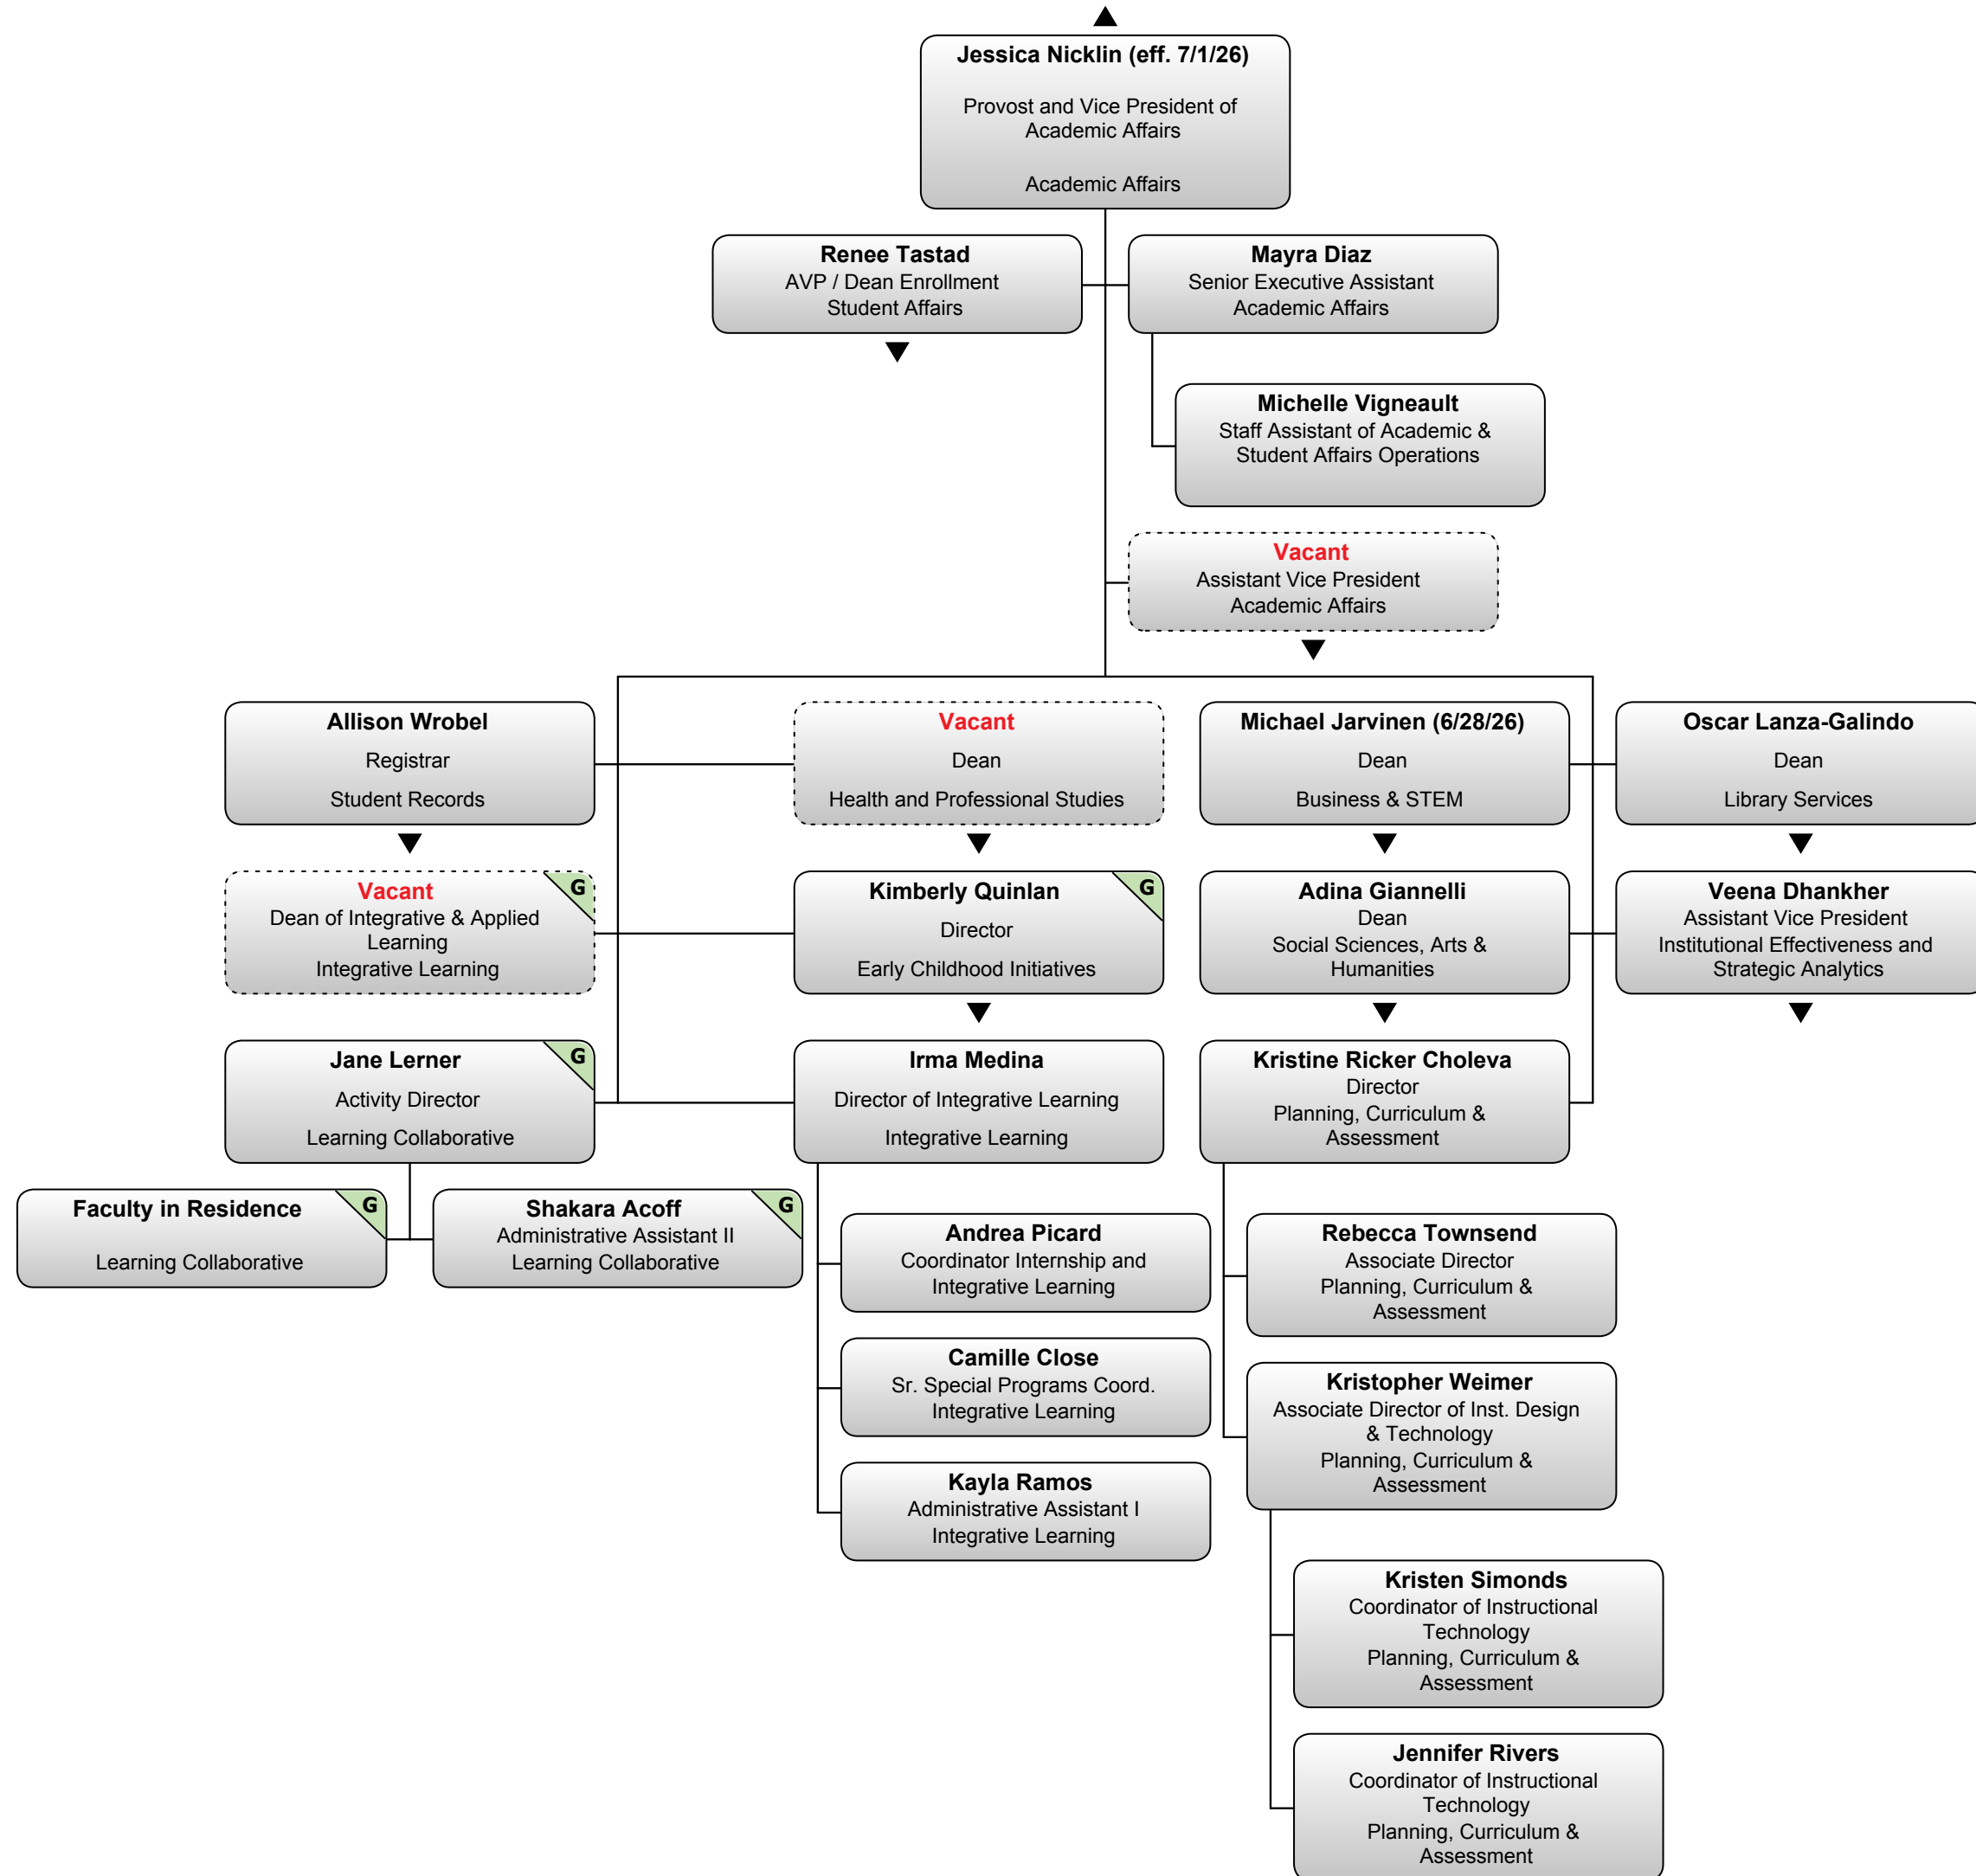 Jessica Nicklin (eff. 7/1/26)
Provost and Vice President of
Academic Affairs
Academic Affairs
Renee Tastad
AVP / Dean Enrollment
Student Affairs
Mayra Diaz
Senior Executive Assistant
Academic Affairs
Michelle Vigneault
Staff Assistant of Academic &
Student Affairs Operations
Vacant
Assistant Vice President
Academic Affairs
Allison Wrobel
Registrar
Student Records
Vacant
Dean
Health and Professional Studies
Michael Jarvinen (6/28/26)
Dean
Business & STEM
Oscar Lanza-Galindo
Dean
Library Services
Vacant
G
Dean of Integrative & Applied
Learning
Integrative Learning
Kimberly Quinlan
G
Director
Early Childhood Initiatives
Adina Giannelli
Dean
Social Sciences, Arts &
Humanities
Veena Dhankher
Assistant Vice President
Institutional Effectiveness and
Strategic Analytics
Jane Lerner
G
Activity Director
Learning Collaborative
Irma Medina
Director of Integrative Learning
Integrative Learning
Kristine Ricker Choleva
Director
Planning, Curriculum &
Assessment
Faculty in Residence
G
Learning Collaborative
Shakara Acoff
G
Administrative Assistant II
Learning Collaborative
Andrea Picard
Coordinator Internship and
Integrative Learning
Camille Close
Sr. Special Programs Coord.
Integrative Learning
Kayla Ramos
Administrative Assistant I
Integrative Learning
Rebecca Townsend
Associate Director
Planning, Curriculum &
Assessment
Kristopher Weimer
Associate Director of Inst. Design
& Technology
Planning, Curriculum &
Assessment
Kristen Simonds
Coordinator of Instructional
Technology
Planning, Curriculum &
Assessment
Jennifer Rivers
Coordinator of Instructional
Technology
Planning, Curriculum &
Assessment